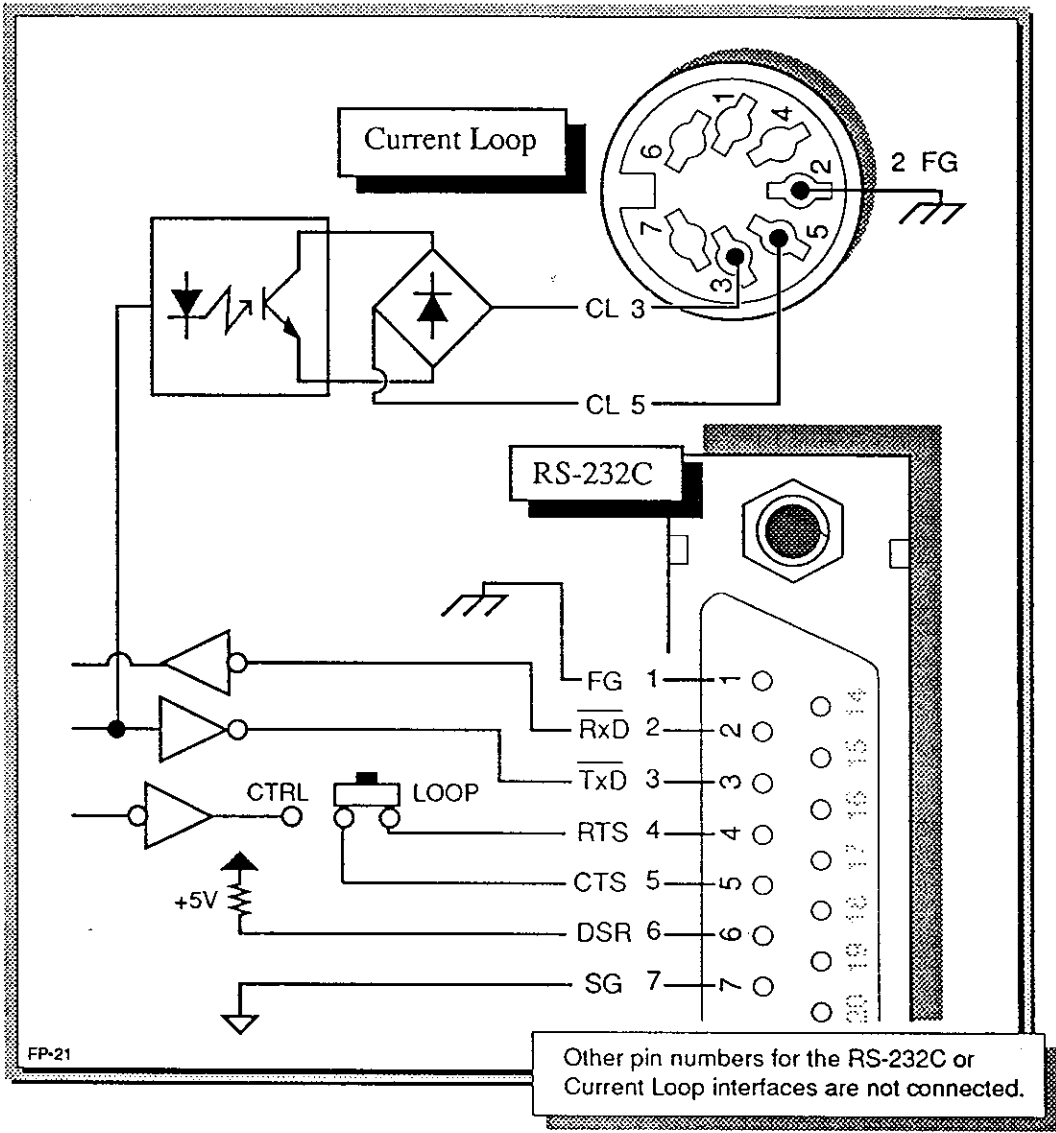 Current Loop
1
4
6
2
2 FG
7
5
3
CL 3
CL 5
RS-232C
FG 1
1
14
RxD 2
2
15
TxD 3
3
CTRL
LOOP
16
RTS 4
4
17
CTS 5
5
+5V
18
DSR 6
6
19
SG 7
7
20
FP-21
Other pin numbers for the RS-232C or
Current Loop interfaces are not connected.